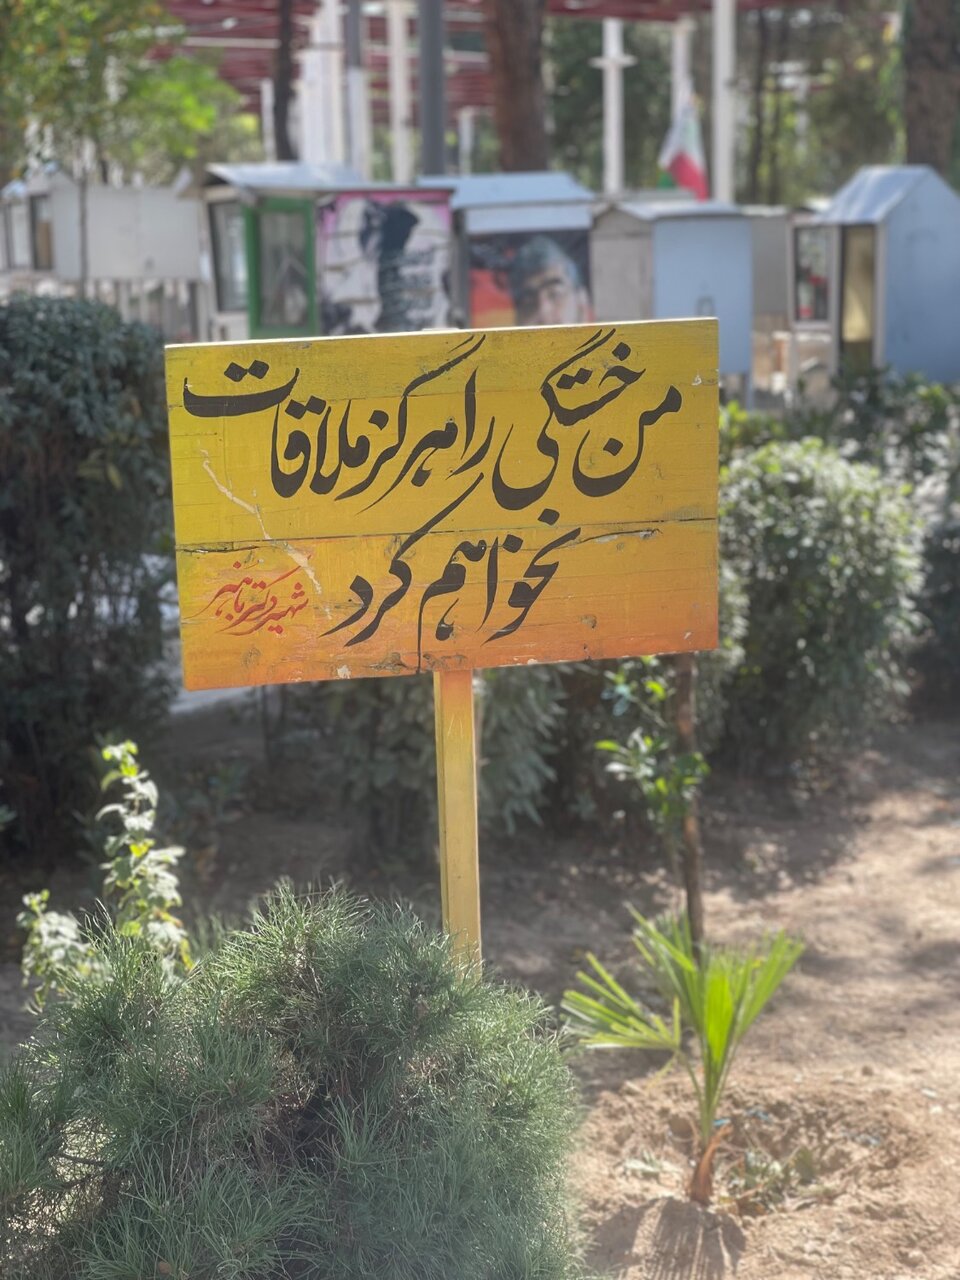 من خستگی را هرگز ملاقات
نخواهم کرد
شهید دکتر باهنر